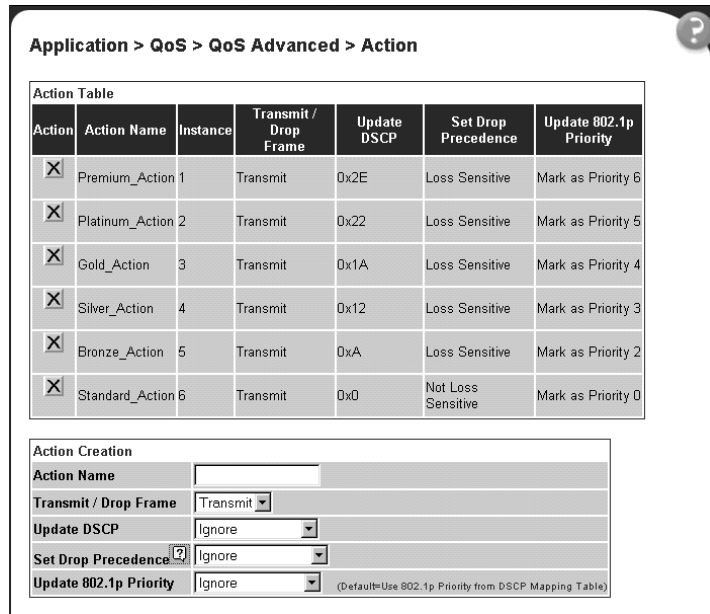 ?
Application > QoS > QoS Advanced > Action
Action Table
Action Action Name Instance Transmit / Drop Frame Update DSCP Set Drop Precedence Update 802.1p Priority
X Premium_Action 1 Transmit 0x2E Loss Sensitive Mark as Priority 6
X Platinum_Action 2 Transmit 0x22 Loss Sensitive Mark as Priority 5
X Gold_Action 3 Transmit 0x1A Loss Sensitive Mark as Priority 4
X Silver_Action 4 Transmit 0x12 Loss Sensitive Mark as Priority 3
X Bronze_Action 5 Transmit 0xA Loss Sensitive Mark as Priority 2
X Standard_Action 6 Transmit 0x0 Not Loss Sensitive Mark as Priority 0
Action Creation
Action Name
Transmit / Drop Frame Transmit
Update DSCP Ignore
Set Drop Precedence ? Ignore
Update 802.1p Priority Ignore (Default=Use 802.1p Priority from DSCP Mapping Table)